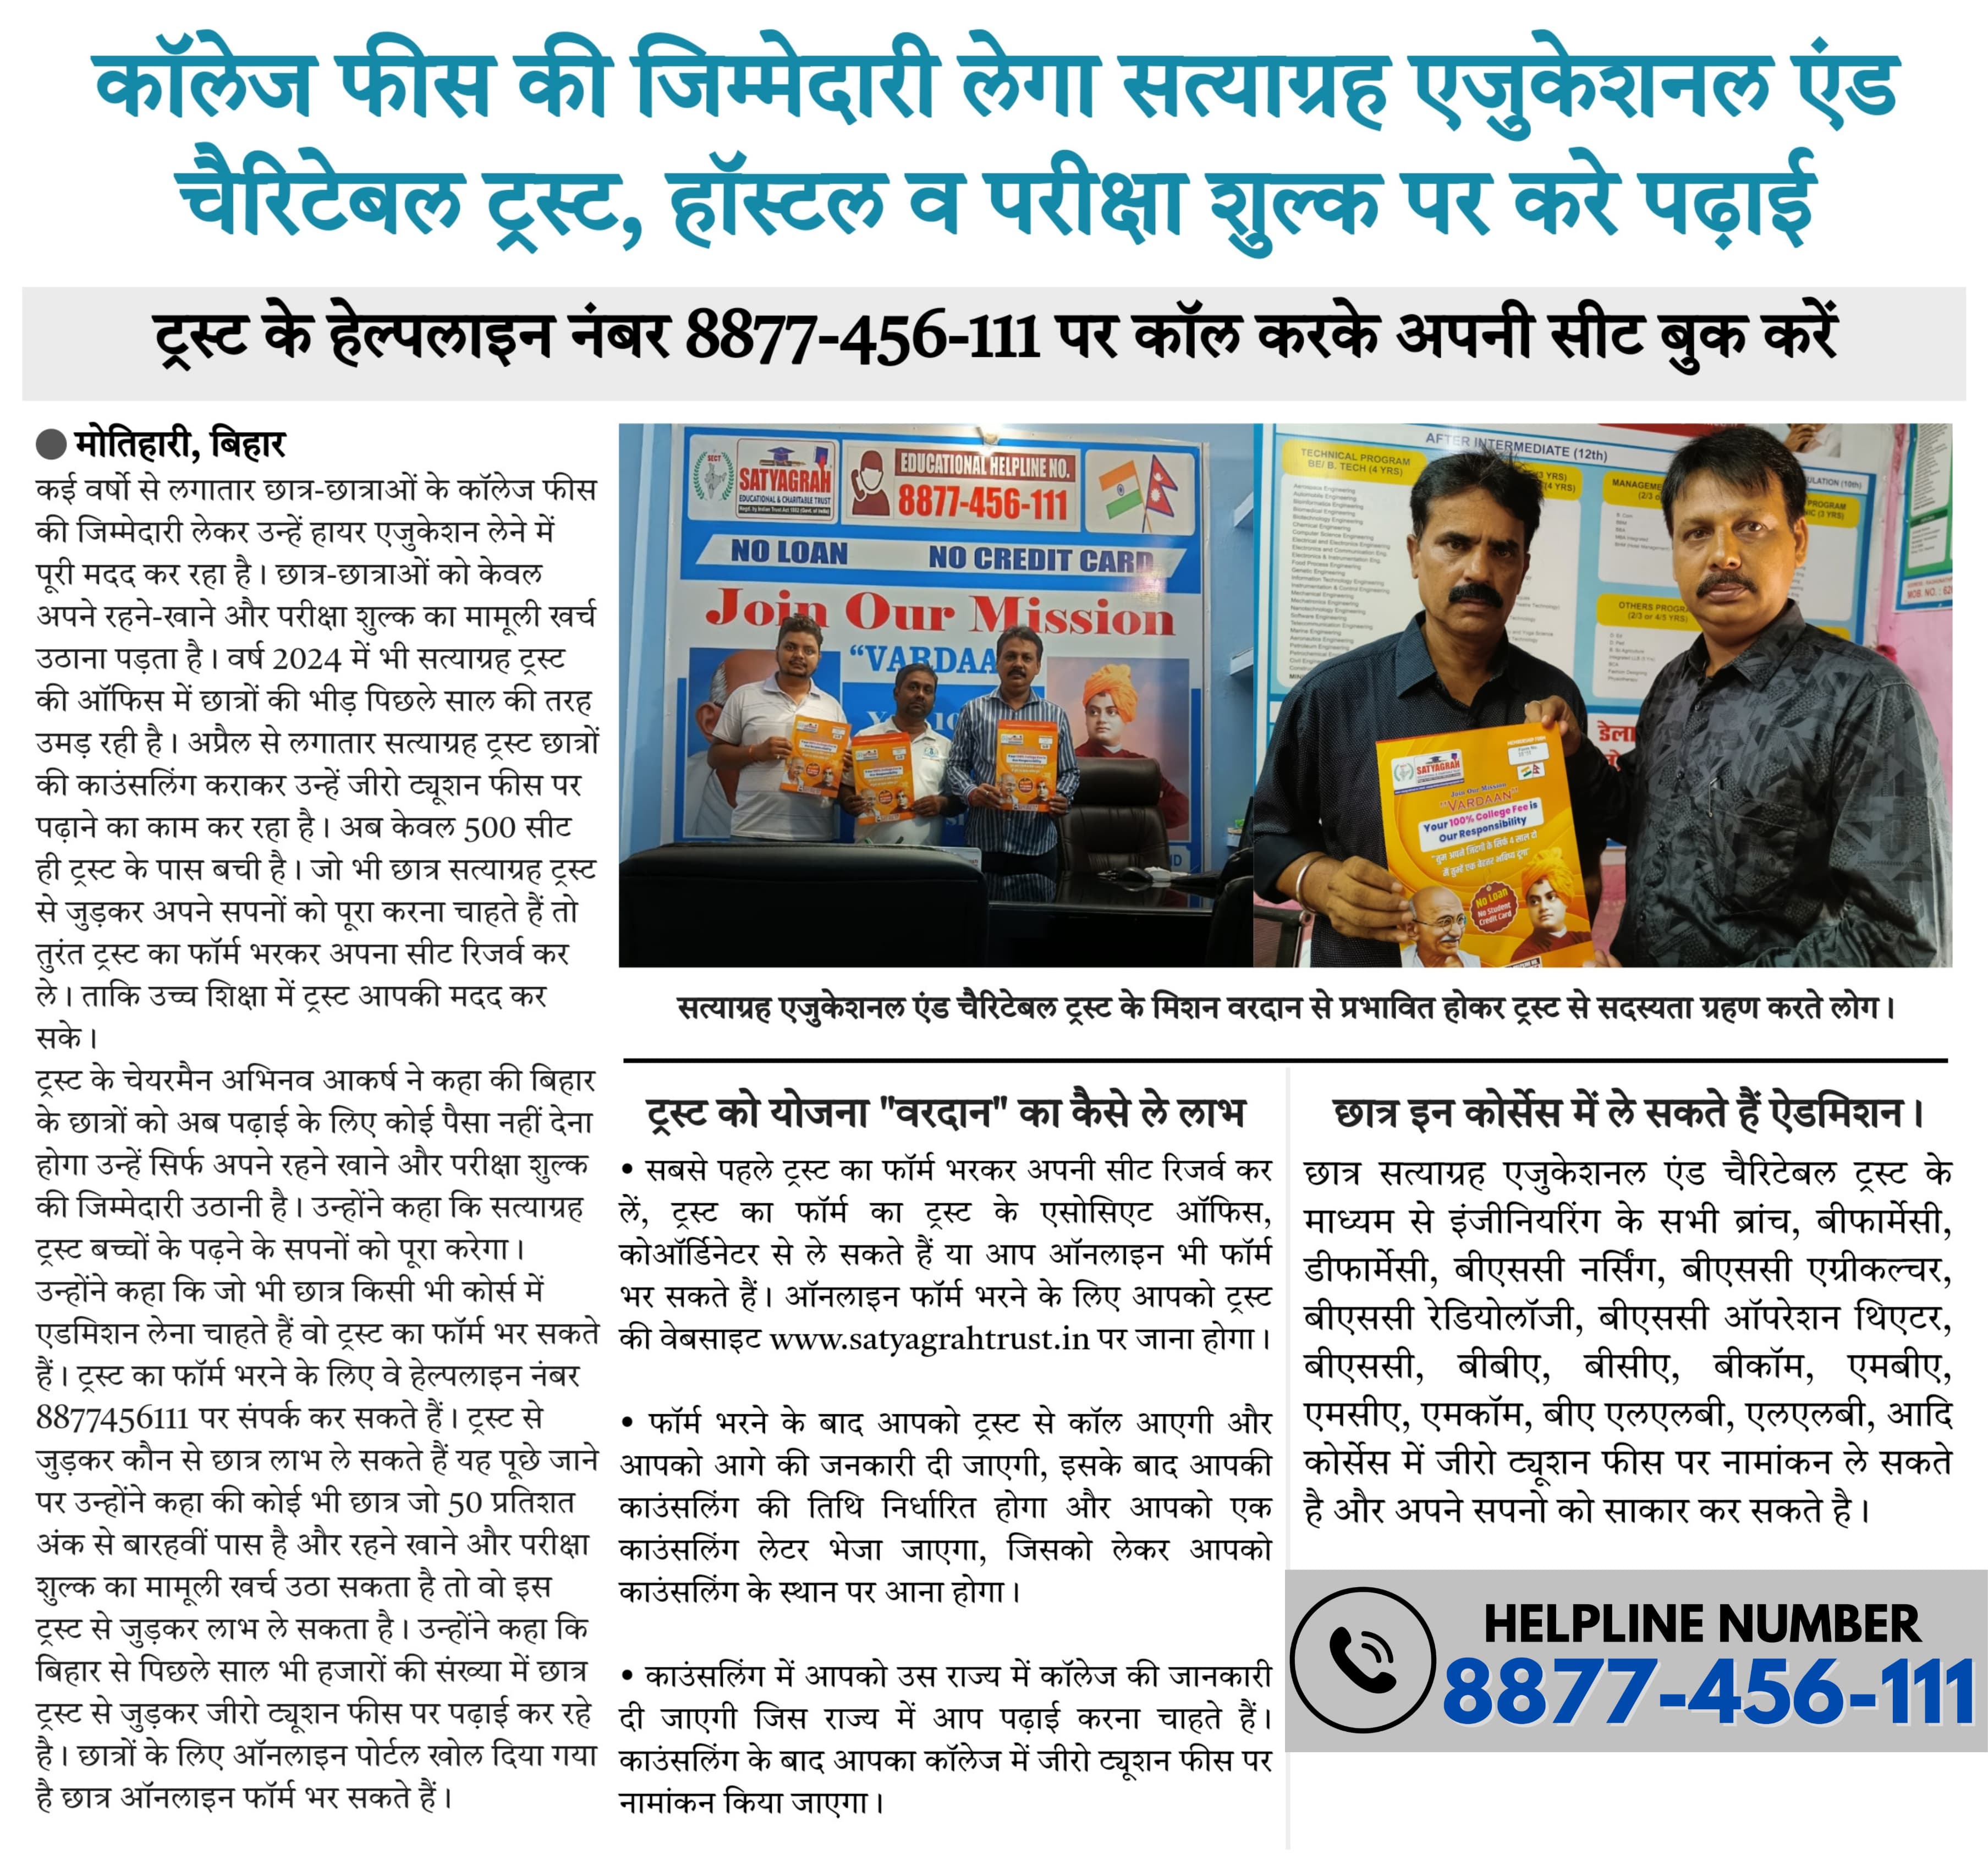 कॉलेज फीस की जिम्मेदारी लेगा सत्याग्रह एजुकेशनल एंड
चैरिटेबल ट्रस्ट, हॉस्टल व परीक्षा शुल्क पर करे पढ़ाई
ट्रस्ट के हेल्पलाइन नंबर 8877-456-111 पर कॉल करके अपनी सीट बुक करें
मोतिहारी, बिहार
कई वर्षो से लगातार छात्र-छात्राओं के कॉलेज फीस
की जिम्मेदारी लेकर उन्हें हायर एजुकेशन लेने में
पूरी मदद कर रहा है। छात्र-छात्राओं को केवल
अपने रहने-खाने और परीक्षा शुल्क का मामूली खर्च
उठाना पड़ता है। वर्ष 2024 में भी सत्याग्रह ट्रस्ट
की ऑफिस में छात्रों की भीड़ पिछले साल की तरह
उमड़ रही है। अप्रैल से लगातार सत्याग्रह ट्रस्ट छात्रों
की काउंसलिंग कराकर उन्हें जीरो ट्यूशन फीस पर
पढ़ाने का काम कर रहा है। अब केवल 500 सीट
ही ट्रस्ट के पास बची है। जो भी छात्र सत्याग्रह ट्रस्ट
से जुड़कर अपने सपनों को पूरा करना चाहते हैं तो
तुरंत ट्रस्ट का फॉर्म भरकर अपना सीट रिजर्व कर
ले। ताकि उच्च शिक्षा में ट्रस्ट आपकी मदद कर
सके।
ट्रस्ट के चेयरमैन अभिनव आकर्ष ने कहा की बिहार
के छात्रों को अब पढ़ाई के लिए कोई पैसा नहीं देना
होगा उन्हें सिर्फ अपने रहने खाने और परीक्षा शुल्क
की जिम्मेदारी उठानी है। उन्होंने कहा कि सत्याग्रह
ट्रस्ट बच्चों के पढ़ने के सपनों को पूरा करेगा।
उन्होंने कहा कि जो भी छात्र किसी भी कोर्स में
एडमिशन लेना चाहते हैं वो ट्रस्ट का फॉर्म भर सकते
हैं। ट्रस्ट का फॉर्म भरने के लिए वे हेल्पलाइन नंबर
8877456111 पर संपर्क कर सकते हैं। ट्रस्ट से
जुड़कर कौन से छात्र लाभ ले सकते हैं यह पूछे जाने
पर उन्होंने कहा की कोई भी छात्र जो 50 प्रतिशत
अंक से बारहवीं पास है और रहने खाने और परीक्षा
शुल्क का मामूली खर्च उठा सकता है तो वो इस
ट्रस्ट से जुड़कर लाभ ले सकता है। उन्होंने कहा कि
बिहार से पिछले साल भी हजारों की संख्या में छात्र
ट्रस्ट से जुड़कर जीरो ट्यूशन फीस पर पढ़ाई कर रहे
है। छात्रों के लिए ऑनलाइन पोर्टल खोल दिया गया
है छात्र ऑनलाइन फॉर्म भर सकते हैं।
SECT
SATYAGRAH
EDUCATIONAL & CHARITABLE TRUST
EDUCATIONAL HELPLINE NO.
8877-456-111
NO LOAN NO CREDIT CARD
Join Our Mission
"VARDAA
AFTER INTERMEDIATE (12th)
TECHNICAL PROGRAM
BE/ B. TECH (4 YRS)
OTHERS PROGR
(2/3 or 4/5 YRS)
SATYAGRAH
Join Our Mission
"VARDAAN"
Your 100% College Fee is
Our Responsibility
No Loan
No Student
Credit Card
सत्याग्रह एजुकेशनल एंड चैरिटेबल ट्रस्ट के मिशन वरदान से प्रभावित होकर ट्रस्ट से सदस्यता ग्रहण करते लोग।
ट्रस्ट को योजना "वरदान" का कैसे ले लाभ
• सबसे पहले ट्रस्ट का फॉर्म भरकर अपनी सीट रिजर्व कर
लें, ट्रस्ट का फॉर्म का ट्रस्ट के एसोसिएट ऑफिस,
कोऑर्डिनेटर से ले सकते हैं या आप ऑनलाइन भी फॉर्म
भर सकते हैं। ऑनलाइन फॉर्म भरने के लिए आपको ट्रस्ट
की वेबसाइट www.satyagrahtrust.in पर जाना होगा।
• फॉर्म भरने के बाद आपको ट्रस्ट से कॉल आएगी और
आपको आगे की जनकारी दी जाएगी, इसके बाद आपकी
काउंसलिंग की तिथि निर्धारित होगा और आपको एक
काउंसलिंग लेटर भेजा जाएगा, जिसको लेकर आपको
काउंसलिंग के स्थान पर आना होगा।
• काउंसलिंग में आपको उस राज्य में कॉलेज की जानकारी
दी जाएगी जिस राज्य में आप पढ़ाई करना चाहते हैं।
काउंसलिंग के बाद आपका कॉलेज में जीरो ट्यूशन फीस पर
नामांकन किया जाएगा।
छात्र इन कोर्सेस में ले सकते हैं ऐडमिशन।
छात्र सत्याग्रह एजुकेशनल एंड चैरिटेबल ट्रस्ट के
माध्यम से इंजीनियरिंग के सभी ब्रांच, बीफार्मेसी,
डीफार्मेसी, बीएससी नर्सिंग, बीएससी एग्रीकल्चर,
बीएससी रेडियोलॉजी, बीएससी ऑपरेशन थिएटर,
बीएससी, बीबीए, बीसीए, बीकॉम, एमबीए,
एमसीए, एमकॉम, बीए एलएलबी, एलएलबी, आदि
कोर्सेस में जीरो ट्यूशन फीस पर नामांकन ले सकते
है और अपने सपनो को साकार कर सकते है।
HELPLINE NUMBER
8877-456-111